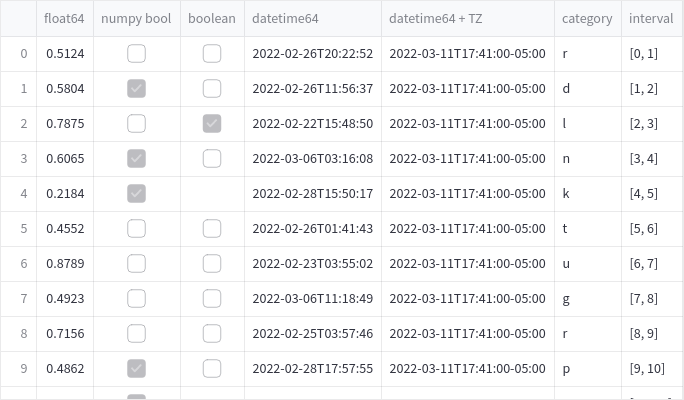 float64 numpy bool boolean datetime64 datetime64 + TZ category interval
0 0.5124 2022-02-26T20:22:52 2022-03-11T17:41:00-05:00 r [0, 1]
1 0.5804 2022-02-26T11:56:37 2022-03-11T17:41:00-05:00 d [1, 2]
2 0.7875 2022-02-22T15:48:50 2022-03-11T17:41:00-05:00 l [2, 3]
3 0.6065 2022-03-06T03:16:08 2022-03-11T17:41:00-05:00 n [3, 4]
4 0.2184 2022-02-28T15:50:17 2022-03-11T17:41:00-05:00 k [4, 5]
5 0.4552 2022-02-26T01:41:43 2022-03-11T17:41:00-05:00 t [5, 6]
6 0.8789 2022-02-23T03:55:02 2022-03-11T17:41:00-05:00 u [6, 7]
7 0.4923 2022-03-06T11:18:49 2022-03-11T17:41:00-05:00 g [7, 8]
8 0.7156 2022-02-25T03:57:46 2022-03-11T17:41:00-05:00 r [8, 9]
9 0.4862 2022-02-28T17:57:55 2022-03-11T17:41:00-05:00 p [9, 10]